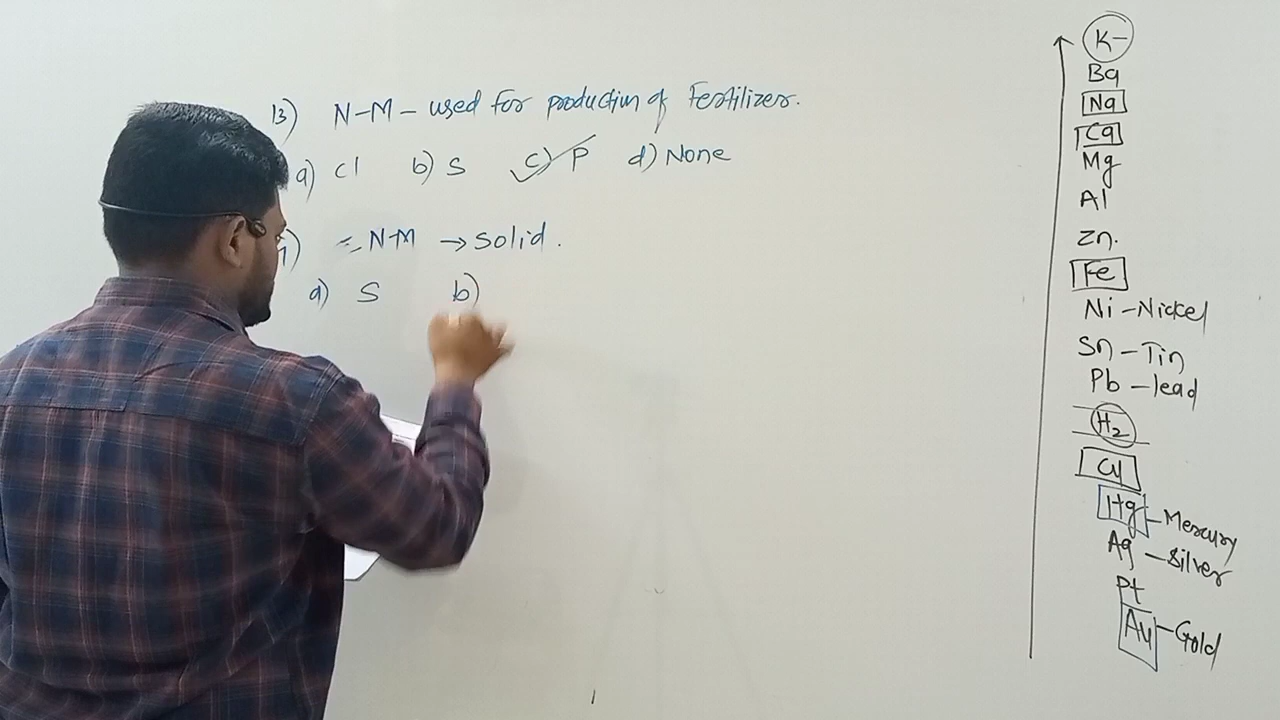 13) N-M - used for production of Fertilizer.
a) Cl b) S c) P d) None
) N-M → solid.
a) S b)
K
Ba
Na
Ca
Mg
Al
Zn.
Fe
Ni - Nickel
Sn - Tin
Pb - lead
H2
Cu
Hg - Mercury
Ag - Silver
Pt
Au - Gold